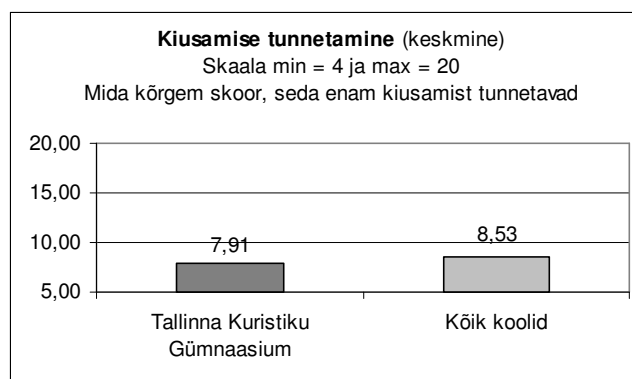 Kiusamise tunnetamine (keskmine)
Skaala min = 4 ja max = 20
Mida kõrgem skoor, seda enam kiusamist tunnetavad
20,00
15,00
10,00
5,00
7,91
8,53
Tallinna Kuristiku
Gümnaasium
Kõik koolid